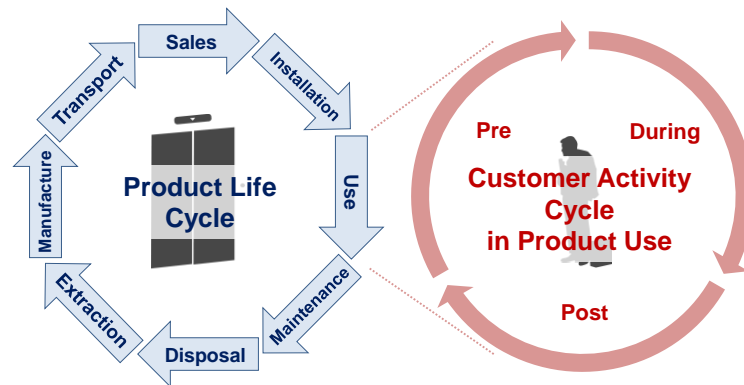 Sales
Installation
Use
Maintenance
Disposal
Extraction
Manufacture
Transport
Product Life
Cycle
Pre
During
Customer Activity
Cycle
in Product Use
Post